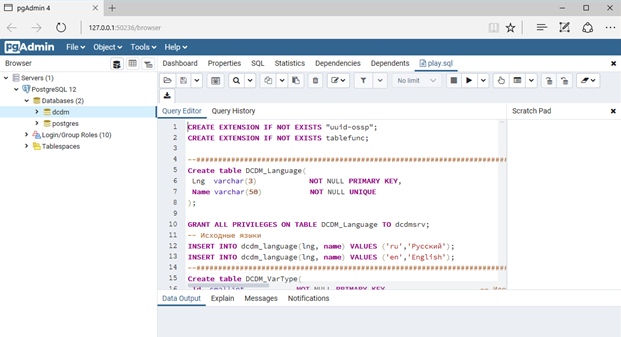 pgAdmin 4
127.0.0.1:50236/browser
pgAdmin File Object Tools Help
Browser
Dashboard Properties SQL Statistics Dependencies Dependents play.sql
Servers (1)
PostgreSQL 12
Databases (2)
dcdm
postgres
Login/Group Roles (10)
Tablespaces
No limit
Query Editor Query History
Scratch Pad
1 CREATE EXTENSION IF NOT EXISTS "uuid-ossp";
2 CREATE EXTENSION IF NOT EXISTS tablefunc;
3
4 --####
5 Create table DCDM_Language(
6 Lng varchar(3) NOT NULL PRIMARY KEY,
7 Name varchar(50) NOT NULL UNIQUE
8 );
9
10 GRANT ALL PRIVILEGES ON TABLE DCDM_Language TO dcdmsrv;
11 -- Исходные языки
12 INSERT INTO dcdm_language(lng, name) VALUES ('ru','Русский');
13 INSERT INTO dcdm_language(lng, name) VALUES ('en','English');
14 --####
15 Create table DCDM_VarType(
16 id smallint NOT NULL PRIMARY KEY
Data Output Explain Messages Notifications